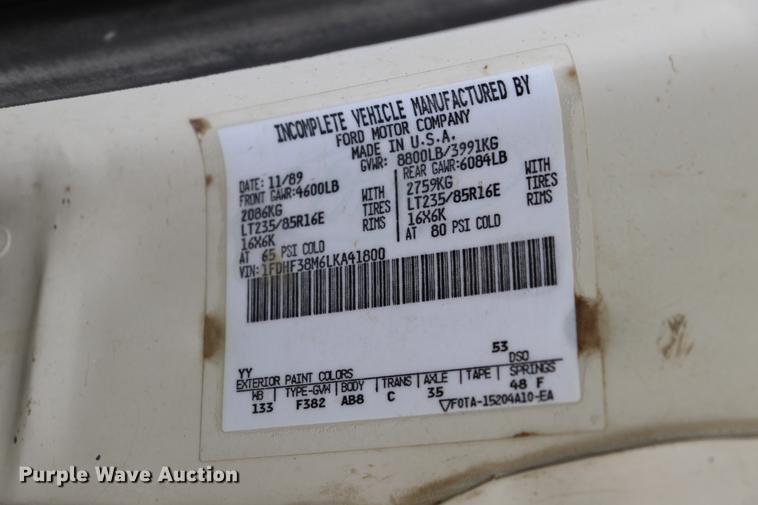 INCOMPLETE VEHICLE MANUFACTURED BY
FORD MOTOR COMPANY
MADE IN U.S.A.
DATE: 11/89 GVWR: 8800LB/3991KG
FRONT GAWR:4600LB REAR GAWR:6084LB
2086KG WITH 2759KG WITH
LT235/85R16E TIRES LT235/85R16E TIRES
16X6K RIMS 16X6K RIMS
AT 65 PSI COLD AT 80 PSI COLD
VIN:1FDHF38M6LKA41800
YY 53
EXTERIOR PAINT COLORS DSO
WB TYPE-GVW BODY TRANS AXLE TAPE SPRINGS
133 F382 AB8 C 35 48 F
F0TA-15204A10-EA
Purple Wave Auction